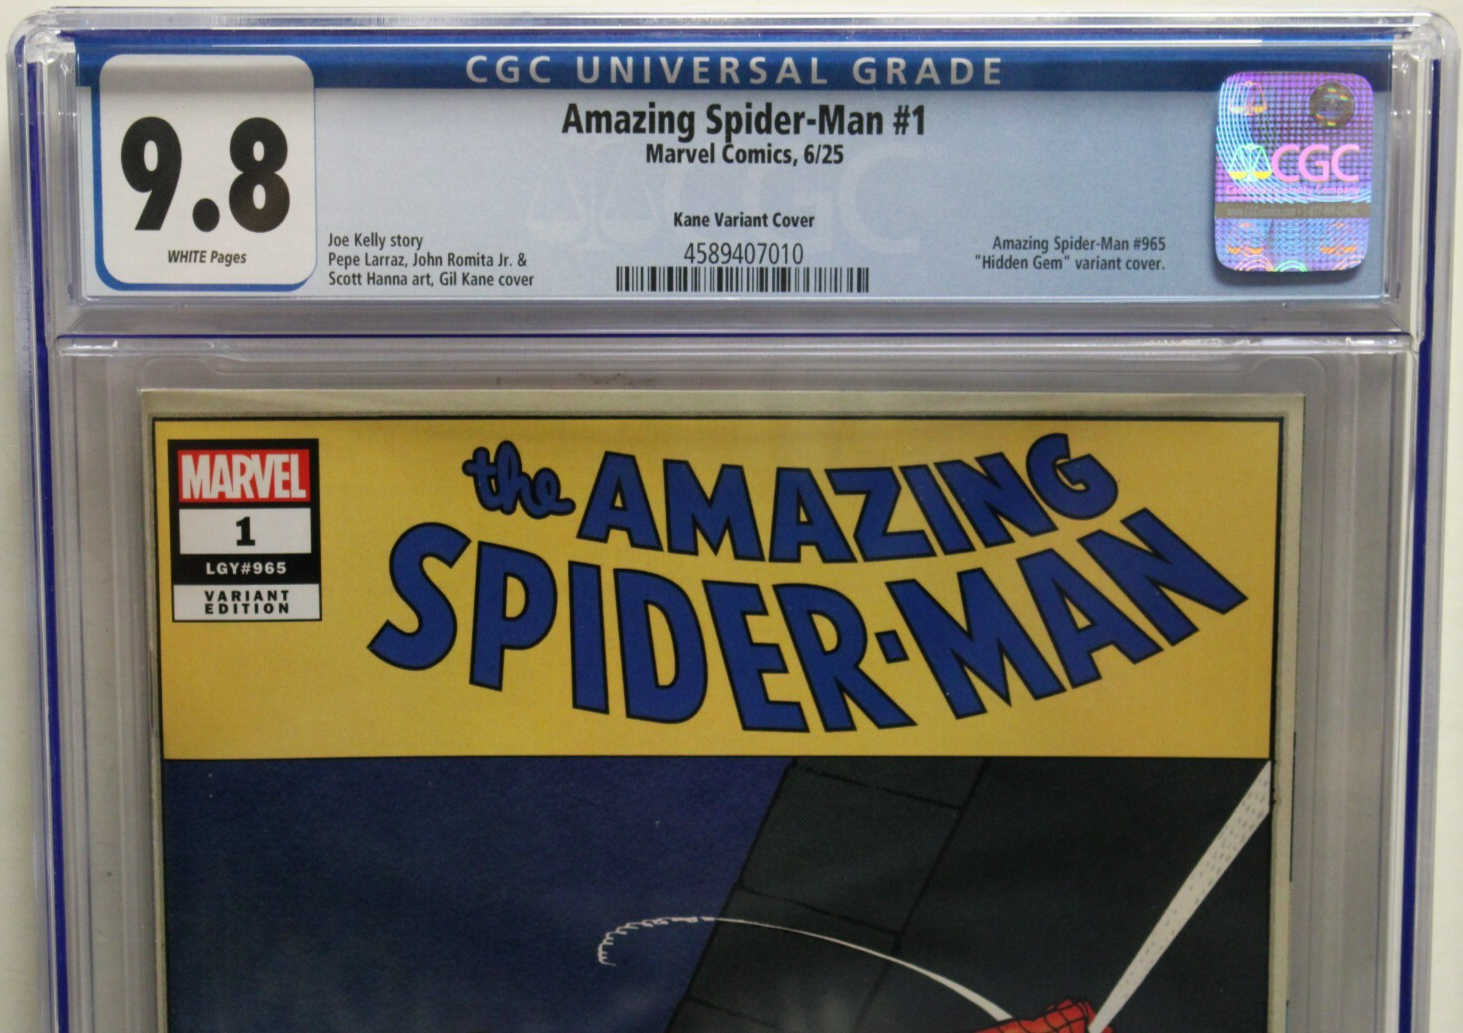 CGC UNIVERSAL GRADE
9.8
WHITE Pages
Amazing Spider-Man #1
Marvel Comics, 6/25
Kane Variant Cover
4589407010
Joe Kelly story
Pepe Larraz, John Romita Jr. &
Scott Hanna art, Gil Kane cover
Amazing Spider-Man #965
"Hidden Gem" variant cover.
CGC
CGC
MARVEL
1
LGY#965
VARIANT
EDITION
the AMAZING
SPIDER-MAN